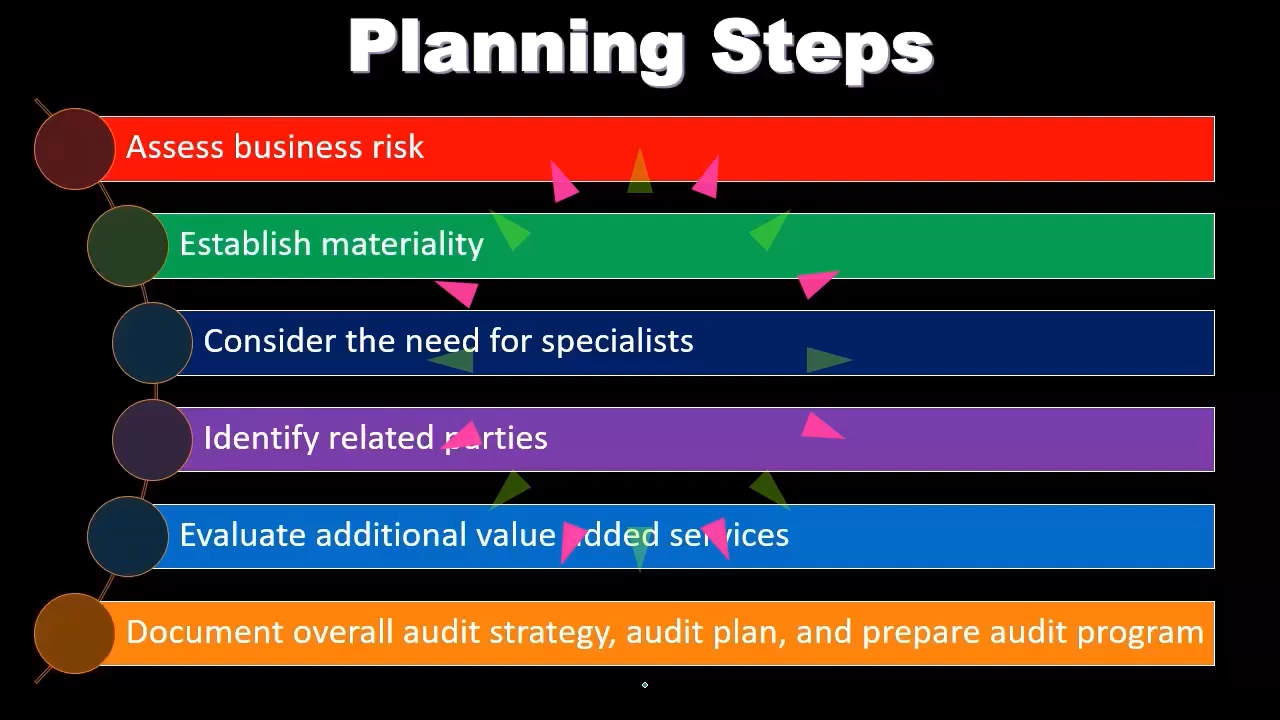 Planning Steps
Assess business risk
Establish materiality
Consider the need for specialists
Identify related parties
Evaluate additional value added services
Document overall audit strategy, audit plan, and prepare audit program